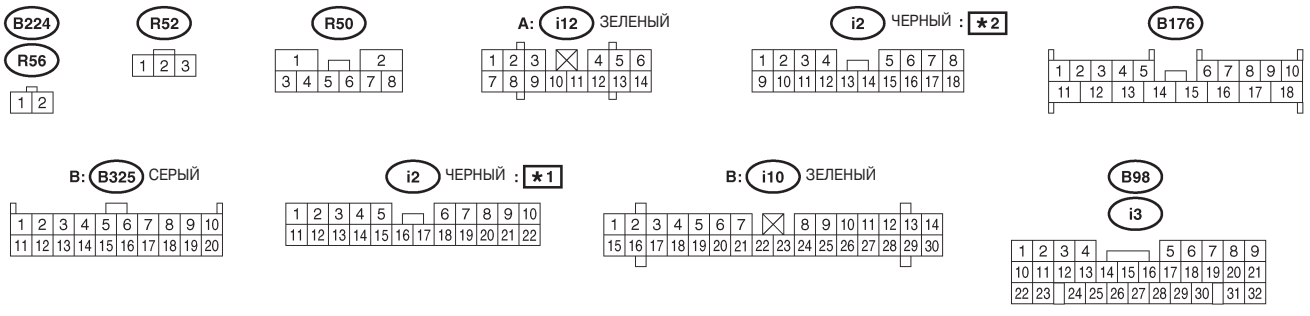 B224
R56
1 2
R52
1 2 3
R50
1 2
3 4 5 6 7 8
A: i12 ЗЕЛЕНЫЙ
1 2 3 4 5 6
7 8 9 10 11 12 13 14
i2 ЧЕРНЫЙ : *2
1 2 3 4 5 6 7 8
9 10 11 12 13 14 15 16 17 18
B176
1 2 3 4 5 6 7 8 9 10
11 12 13 14 15 16 17 18
B: B325 СЕРЫЙ
1 2 3 4 5 6 7 8 9 10
11 12 13 14 15 16 17 18 19 20
i2 ЧЕРНЫЙ : *1
1 2 3 4 5 6 7 8 9 10
11 12 13 14 15 16 17 18 19 20 21 22
B: i10 ЗЕЛЕНЫЙ
1 2 3 4 5 6 7 8 9 10 11 12 13 14
15 16 17 18 19 20 21 22 23 24 25 26 27 28 29 30
B98
i3
1 2 3 4 5 6 7 8 9
10 11 12 13 14 15 16 17 18 19 20 21
22 23 24 25 26 27 28 29 30 31 32